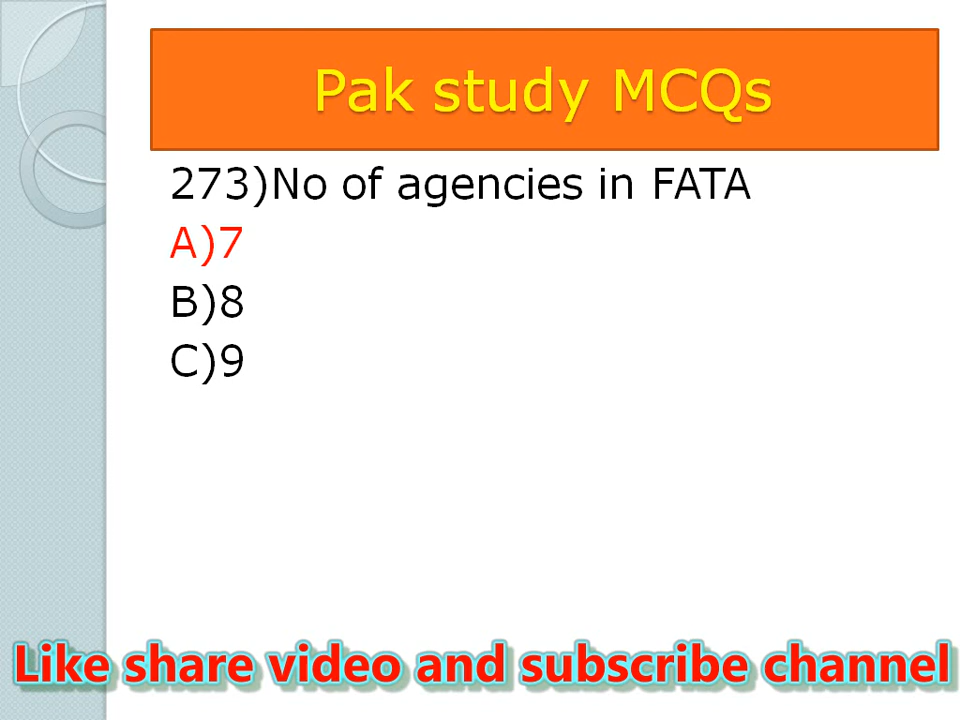 Pak study MCQs
273)No of agencies in FATA
A)7
B)8
C)9
Like share video and subscribe channel